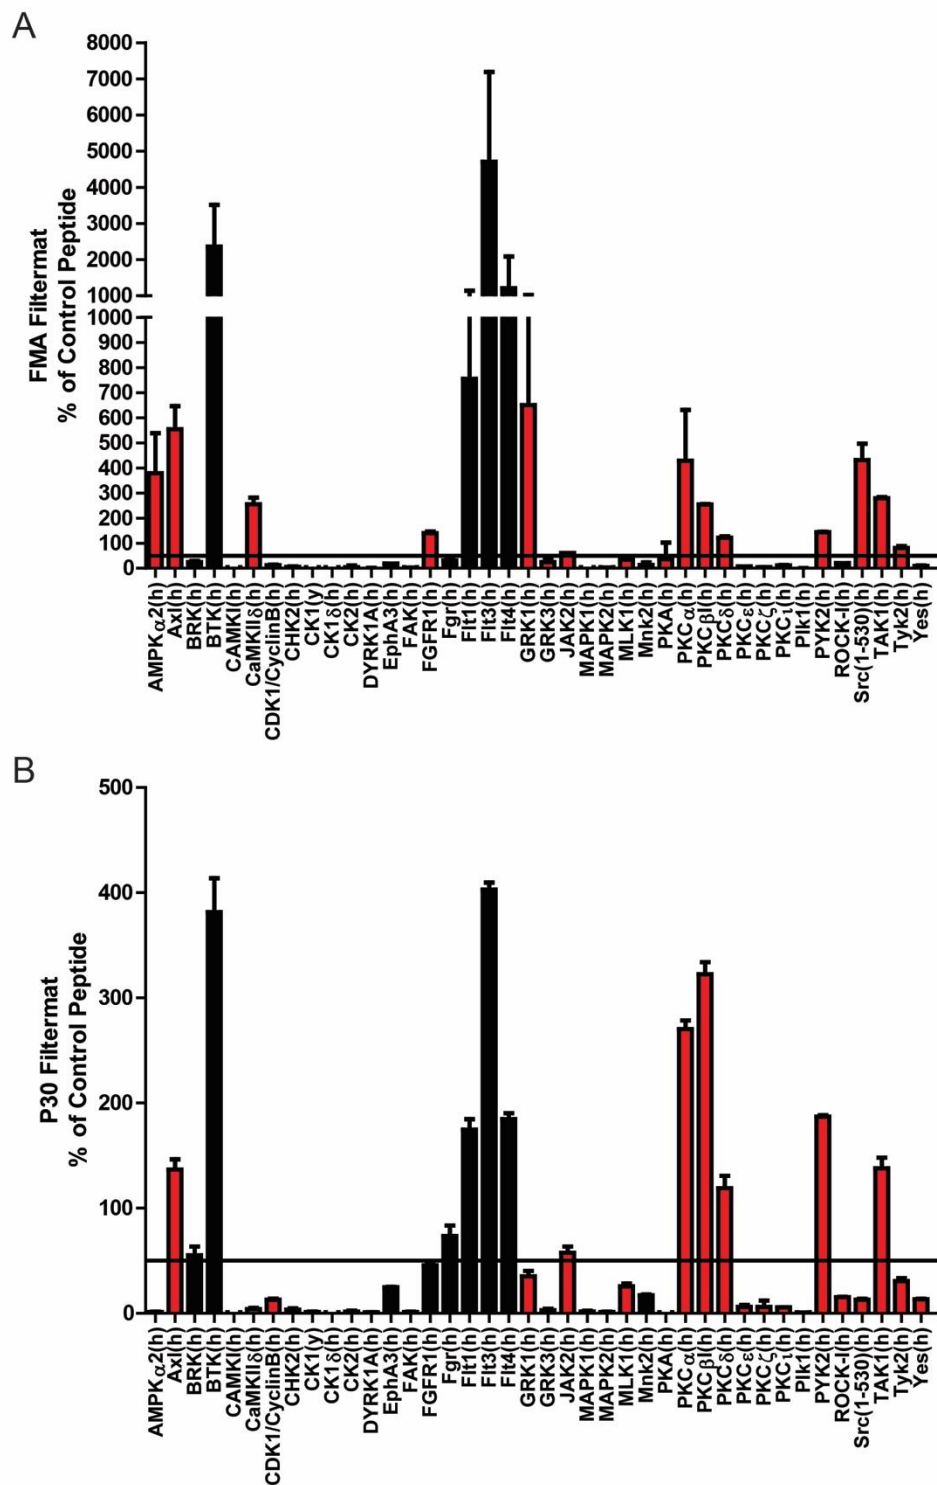 A
FMA Filtermat
% of Control Peptide
8000
7000
6000
5000
4000
3000
2000
1000
1000
900
800
700
600
500
400
300
200
100
0
AMPKα2(h)
Axl(h)
BRK(h)
BTK(h)
CAMKI(h)
CaMKIIδ(h)
CDK1/CyclinB(h)
CHK2(h)
CK1(y)
CK1δ(h)
CK2(h)
DYRK1A(h)
EphA3(h)
FAK(h)
FGFR1(h)
Fgr(h)
Flt1(h)
Flt3(h)
Flt4(h)
GRK1(h)
GRK3(h)
JAK2(h)
MAPK1(h)
MAPK2(h)
MLK1(h)
Mnk2(h)
PKA(h)
PKCα(h)
PKCβI(h)
PKCδ(h)
PKCε(h)
PKCζ(h)
PKCι(h)
Plk1(h)
PYK2(h)
ROCK-I(h)
Src(1-530)(h)
TAK1(h)
Tyk2(h)
Yes(h)
B
P30 Filtermat
% of Control Peptide
500
400
300
200
100
0
AMPKα2(h)
Axl(h)
BRK(h)
BTK(h)
CAMKI(h)
CaMKIIδ(h)
CDK1/CyclinB(h)
CHK2(h)
CK1(y)
CK1δ(h)
CK2(h)
DYRK1A(h)
EphA3(h)
FAK(h)
FGFR1(h)
Fgr(h)
Flt1(h)
Flt3(h)
Flt4(h)
GRK1(h)
GRK3(h)
JAK2(h)
MAPK1(h)
MAPK2(h)
MLK1(h)
Mnk2(h)
PKA(h)
PKCα(h)
PKCβI(h)
PKCδ(h)
PKCε(h)
PKCζ(h)
PKCι(h)
Plk1(h)
PYK2(h)
ROCK-I(h)
Src(1-530)(h)
TAK1(h)
Tyk2(h)
Yes(h)